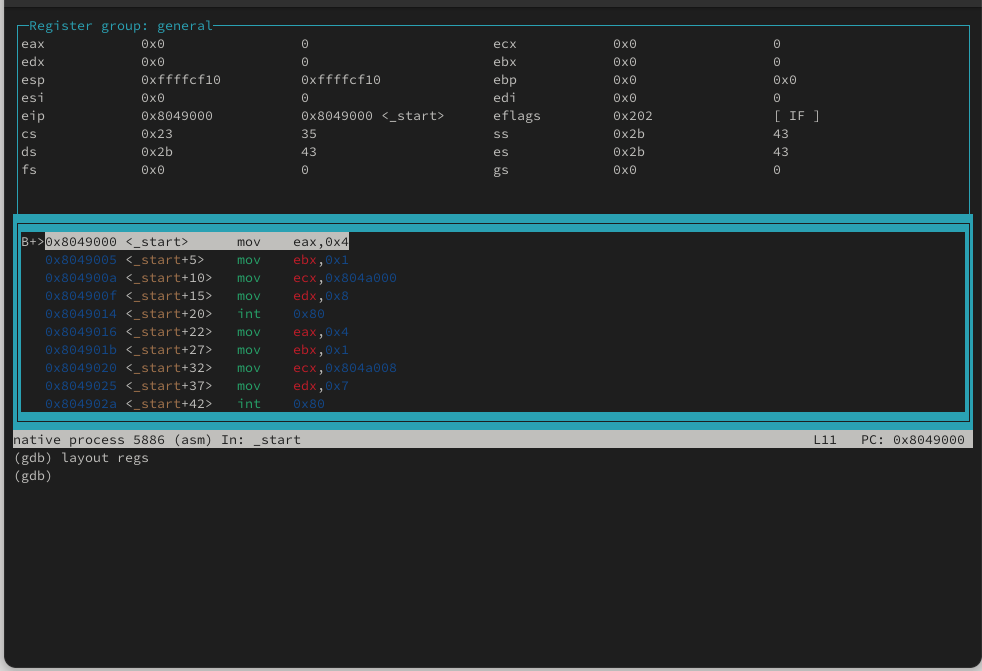 Register group: general
eax 0x0 0 ecx 0x0 0
edx 0x0 0 ebx 0x0 0
esp 0xffffcf10 0xffffcf10 ebp 0x0 0x0
esi 0x0 0 edi 0x0 0
eip 0x8049000 0x8049000 <_start> eflags 0x202 [ IF ]
cs 0x23 35 ss 0x2b 43
ds 0x2b 43 es 0x2b 43
fs 0x0 0 gs 0x0 0
B+>0x8049000 <_start> mov eax,0x4
0x8049005 <_start+5> mov ebx,0x1
0x804900a <_start+10> mov ecx,0x804a000
0x804900f <_start+15> mov edx,0x8
0x8049014 <_start+20> int 0x80
0x8049016 <_start+22> mov eax,0x4
0x804901b <_start+27> mov ebx,0x1
0x8049020 <_start+32> mov ecx,0x804a008
0x8049025 <_start+37> mov edx,0x7
0x804902a <_start+42> int 0x80
native process 5886 (asm) In: _start L11 PC: 0x8049000
(gdb) layout regs
(gdb)